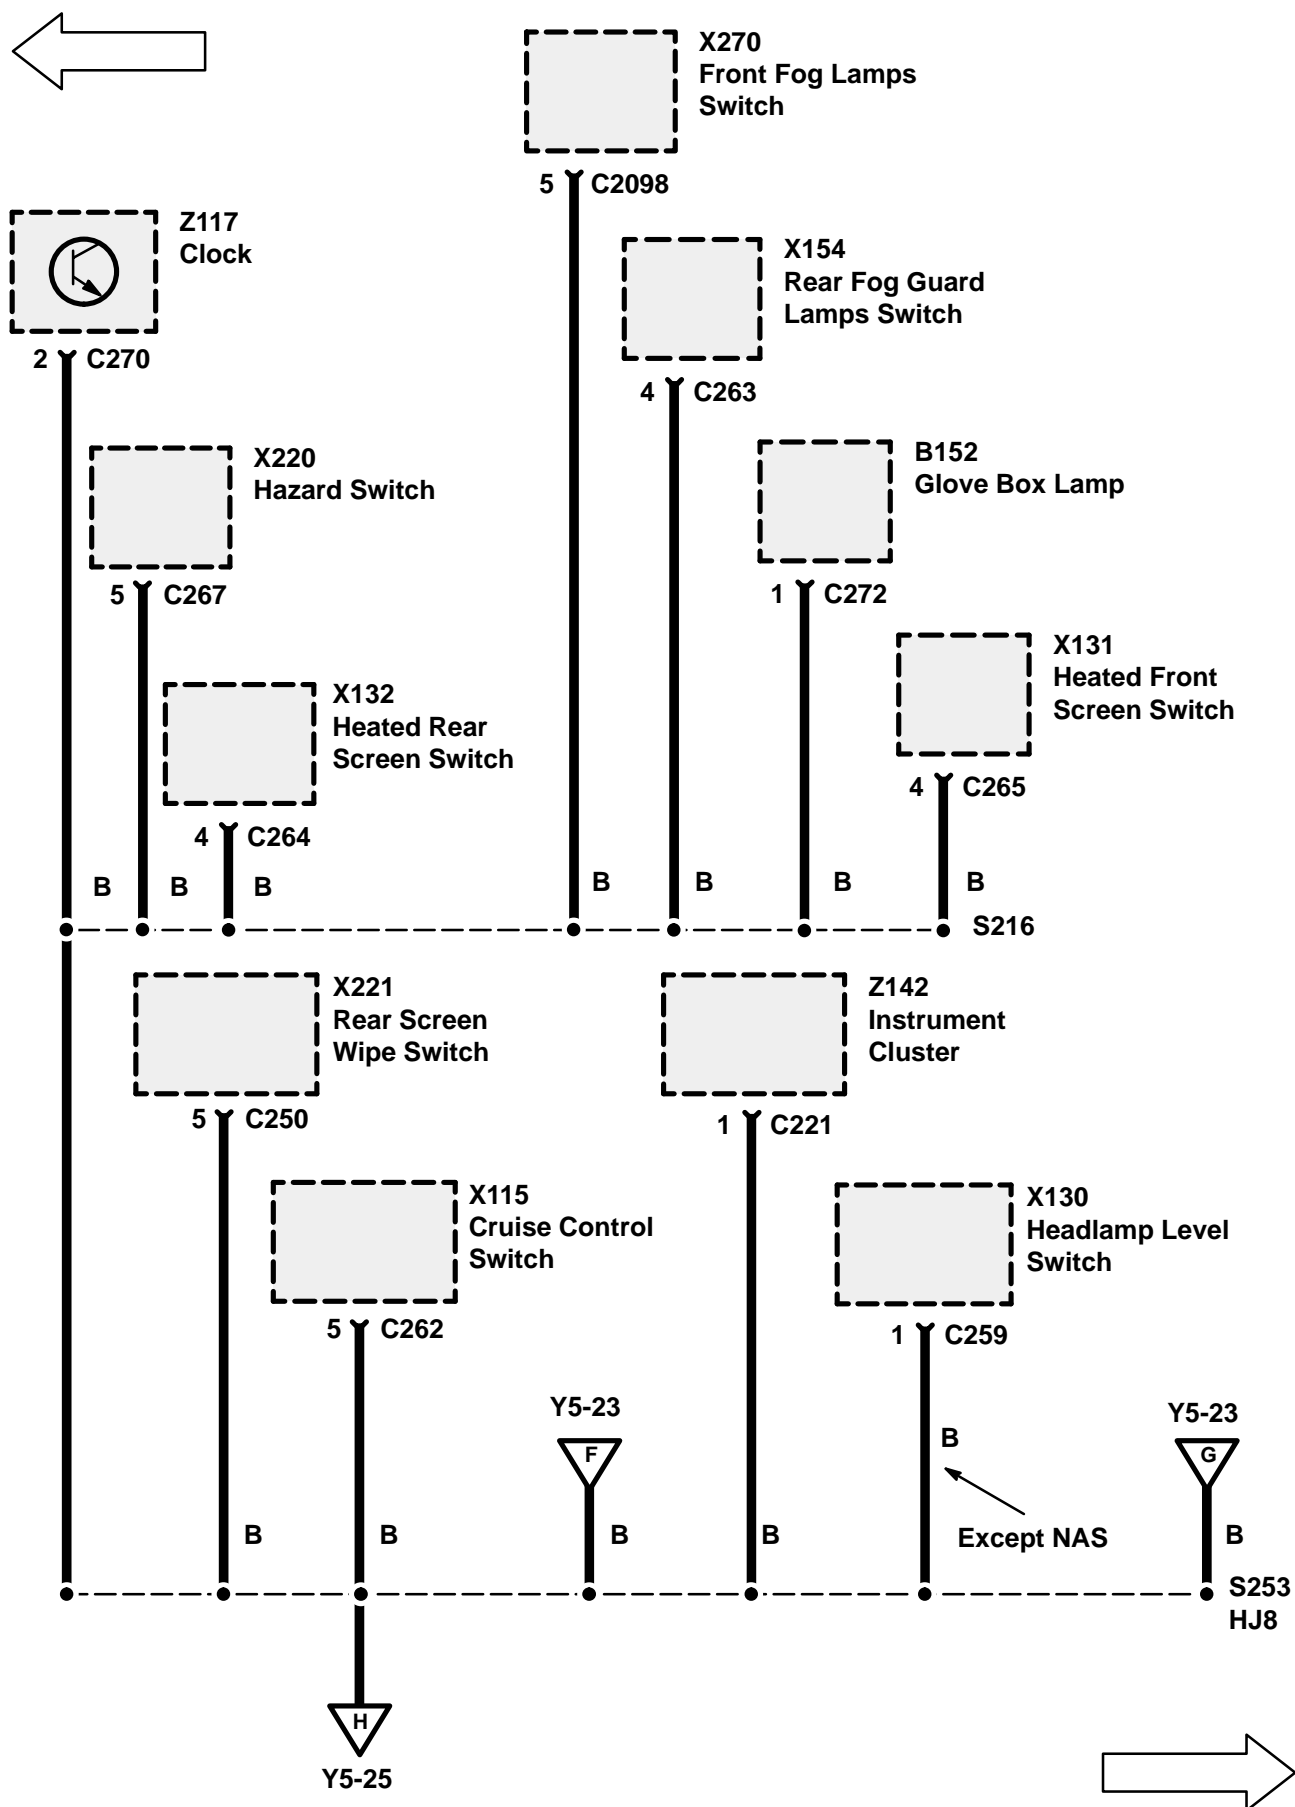 X270
Front Fog Lamps
Switch
5 C2098
Z117
Clock
2 C270
X154
Rear Fog Guard
Lamps Switch
4 C263
X220
Hazard Switch
5 C267
B152
Glove Box Lamp
1 C272
X132
Heated Rear
Screen Switch
4 C264
X131
Heated Front
Screen Switch
4 C265
B B B B B B B
S216
X221
Rear Screen
Wipe Switch
5 C250
Z142
Instrument
Cluster
1 C221
X115
Cruise Control
Switch
5 C262
X130
Headlamp Level
Switch
1 C259
Y5-23
F
B
Except NAS
Y5-23
G
B B B B B
S253
HJ8
H
Y5-25